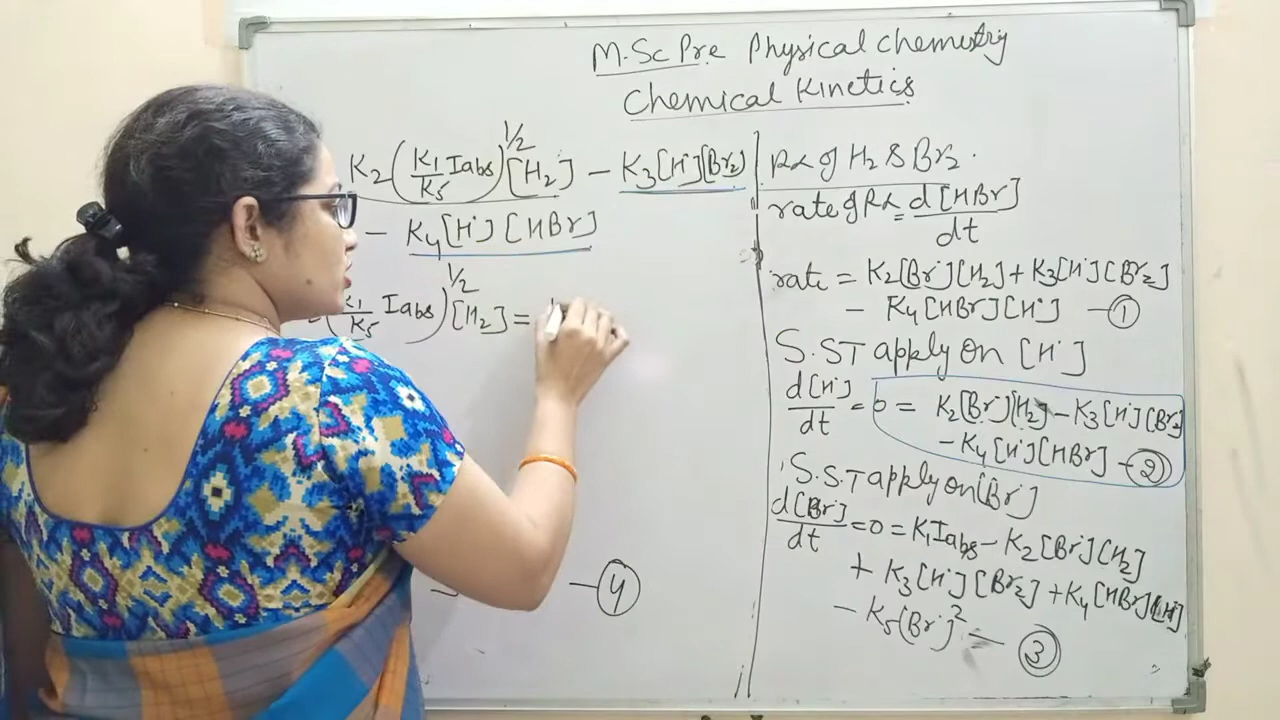 M.Sc Pre Physical chemistry
Chemical Kinetics
K2(K1/K5 Iabs)^1/2 [H2] - K3[H·][Br2]
- K4[H·][HBr]
(K1/K5 Iabs)^1/2 [H2] =
- 4
Rx of H2 & Br2.
rate of Rx = d[HBr]/dt
rate = K2[Br·][H2] + K3[H·][Br2]
- K4[HBr][H·] - 1
S.ST apply on [H·]
d[H·]/dt = 0 = K2[Br·][H2] - K3[H·][Br2]
- K4[H·][HBr] - 2
S.S.T apply on [Br·]
d[Br·]/dt = 0 = K1Iabs - K2[Br·][H2]
+ K3[H·][Br2] + K4[HBr][H·]
- K5(Br·)^2 - 3